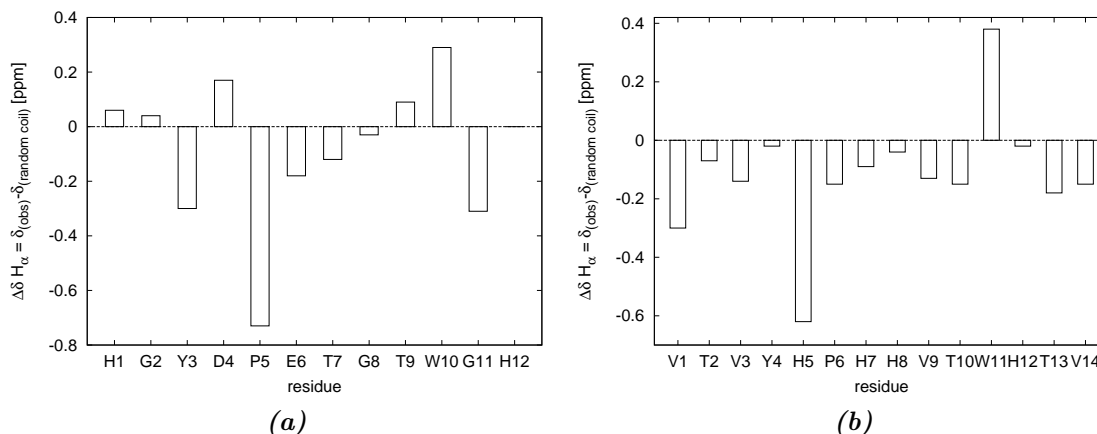 0.4
0.2
0
-0.2
-0.4
-0.6
-0.8
Δδ Hα = δ(obs)-δ(random coil) [ppm]
H1 G2 Y3 D4 P5 E6 T7 G8 T9 W10 G11 H12
residue
(a)
0.4
0.2
0
-0.2
-0.4
-0.6
Δδ Hα = δ(obs)-δ(random coil) [ppm]
V1 T2 V3 Y4 H5 P6 H7 H8 V9 T10 W11 H12 T13 V14
residue
(b)